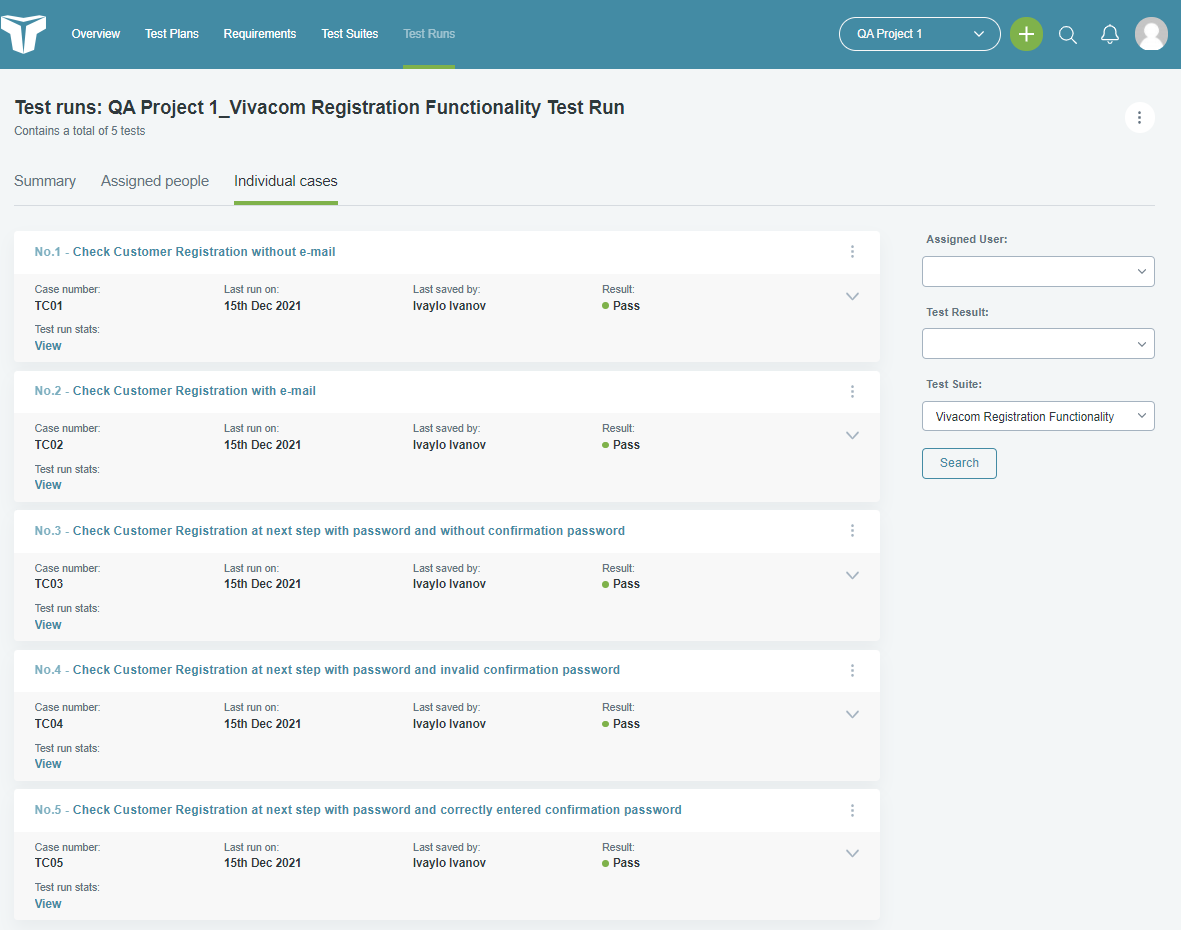 Overview Test Plans Requirements Test Suites Test Runs QA Project 1
Test runs: QA Project 1_Vivacom Registration Functionality Test Run
Contains a total of 5 tests
Summary Assigned people Individual cases
No.1 - Check Customer Registration without e-mail
Case number: Last run on: Last saved by: Result:
TC01 15th Dec 2021 Ivaylo Ivanov Pass
Test run stats:
View
No.2 - Check Customer Registration with e-mail
Case number: Last run on: Last saved by: Result:
TC02 15th Dec 2021 Ivaylo Ivanov Pass
Test run stats:
View
No.3 - Check Customer Registration at next step with password and without confirmation password
Case number: Last run on: Last saved by: Result:
TC03 15th Dec 2021 Ivaylo Ivanov Pass
Test run stats:
View
No.4 - Check Customer Registration at next step with password and invalid confirmation password
Case number: Last run on: Last saved by: Result:
TC04 15th Dec 2021 Ivaylo Ivanov Pass
Test run stats:
View
No.5 - Check Customer Registration at next step with password and correctly entered confirmation password
Case number: Last run on: Last saved by: Result:
TC05 15th Dec 2021 Ivaylo Ivanov Pass
Test run stats:
View
Assigned User:
Test Result:
Test Suite:
Vivacom Registration Functionality
Search